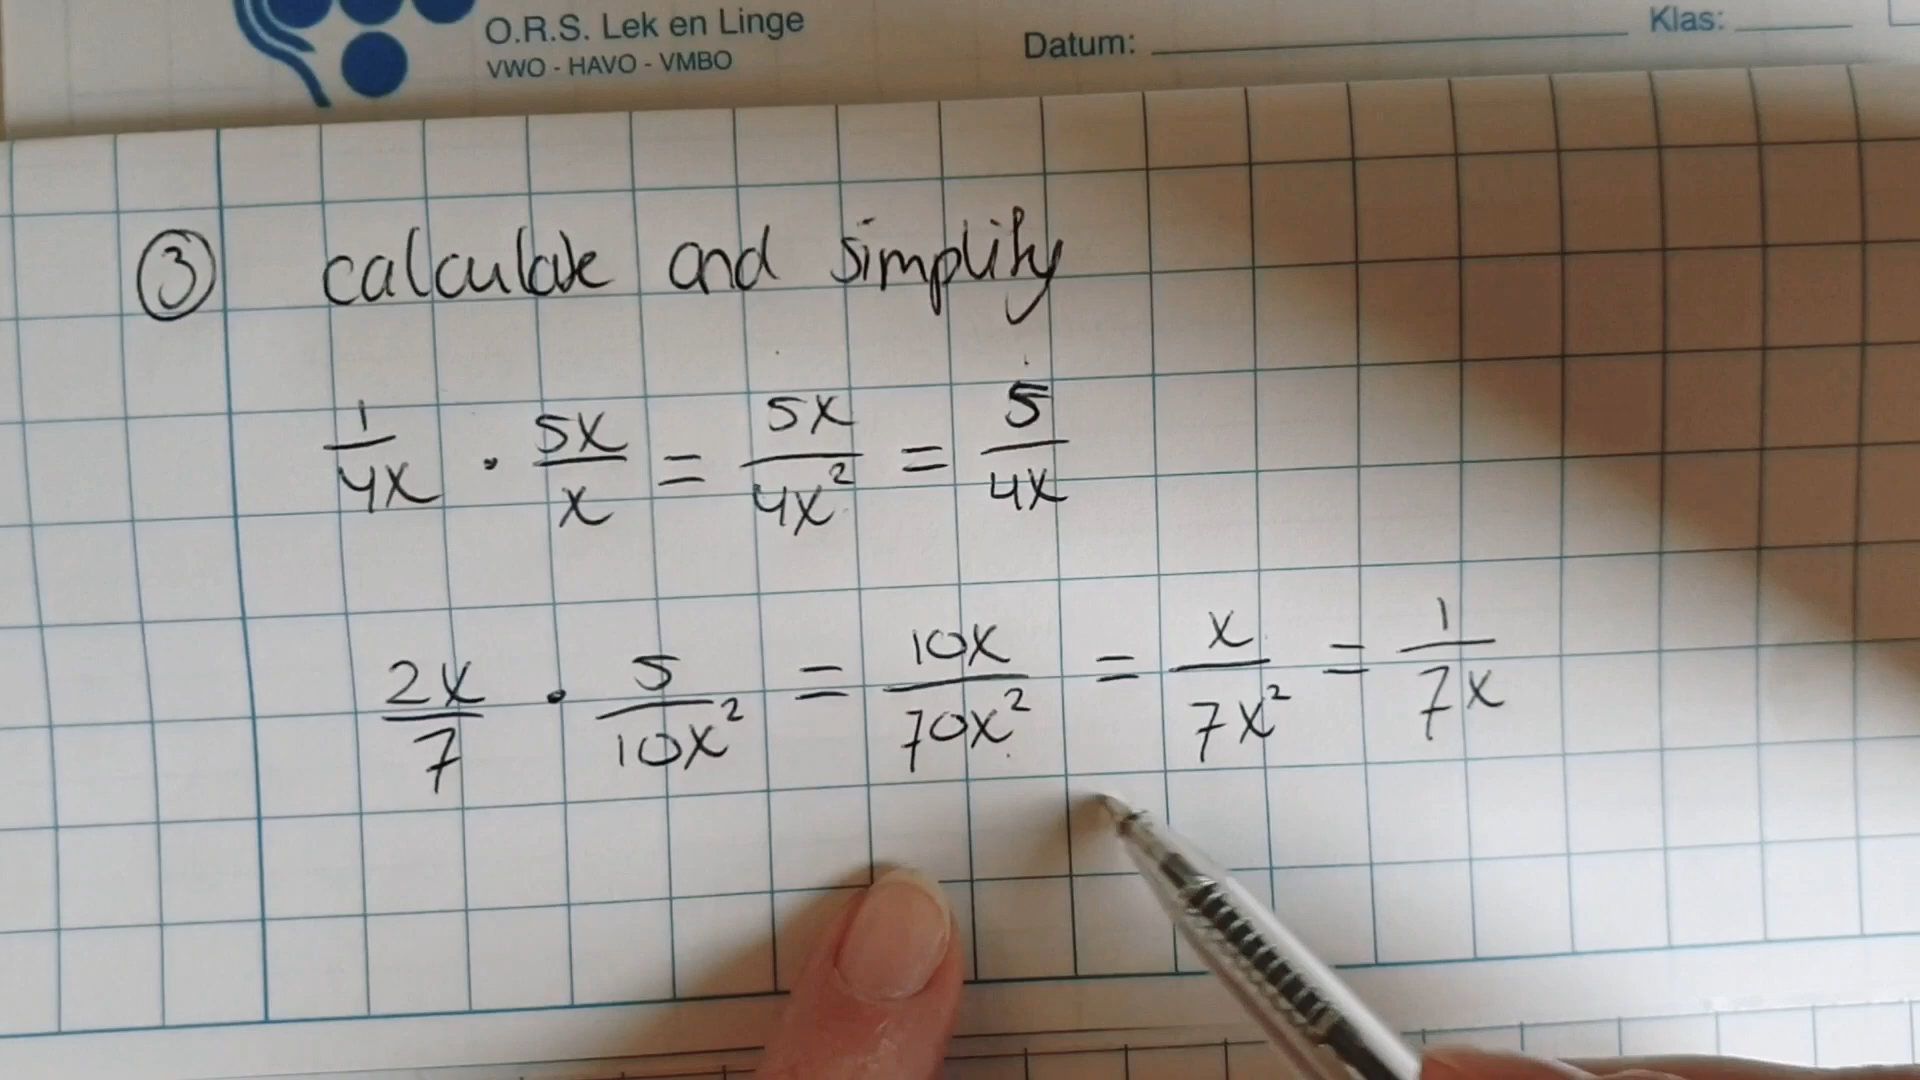 O.R.S. Lek en Linge
VWO - HAVO - VMBO
Datum:
Klas:
③ calculate and simplify
1/4x · 5x/x = 5x/4x² = 5/4x
2x/7 · 5/10x² = 10x/70x² = x/7x² = 1/7x